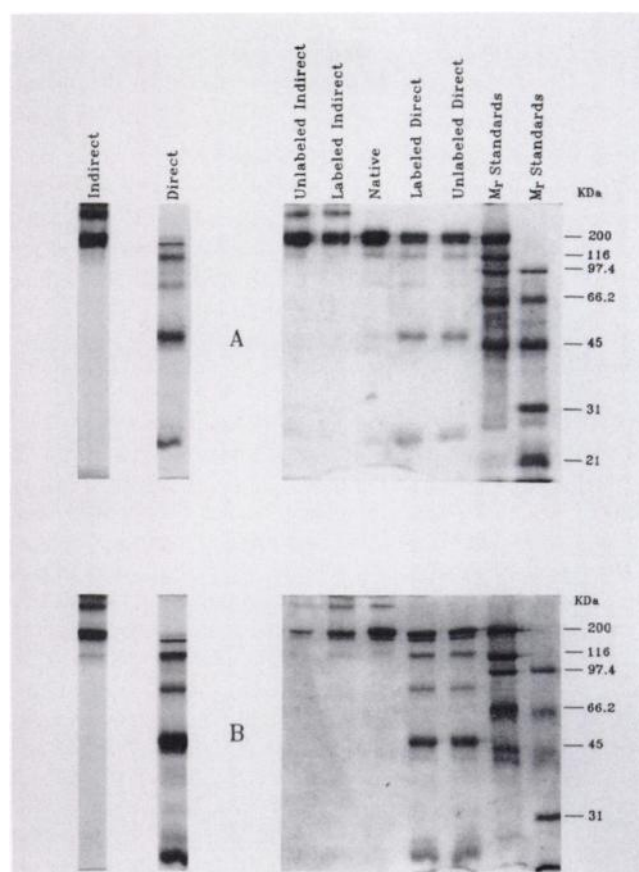 Indirect
Direct
Unlabeled Indirect
Labeled Indirect
Native
Labeled Direct
Unlabeled Direct
Mr Standards
Mr Standards
KDa
200
116
97.4
66.2
45
31
21
A
KDa
200
116
97.4
66.2
45
31
B